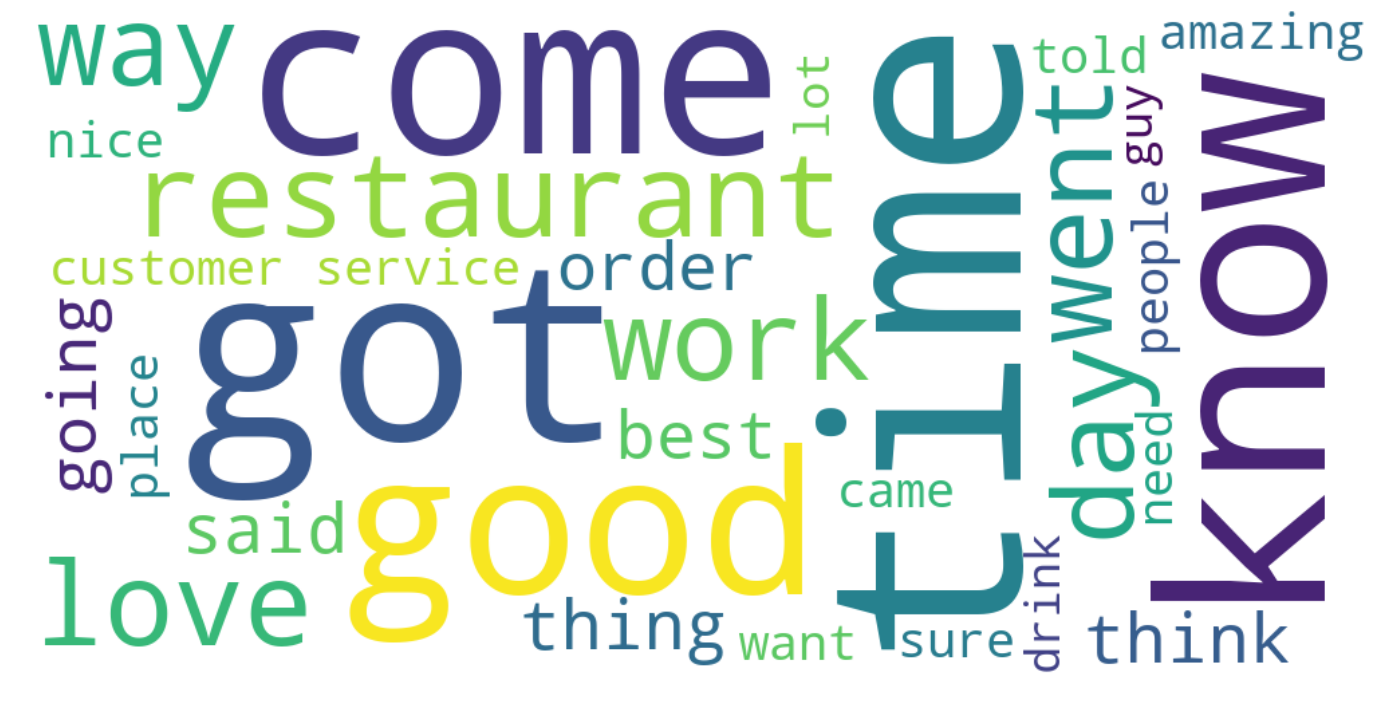 way
come
lot
time
told
amazing
nice
restaurant
went
guy
know
customer service
order
people
going
place
got
work
best
day
need
said
good
came
love
thing
want
sure
drink
think